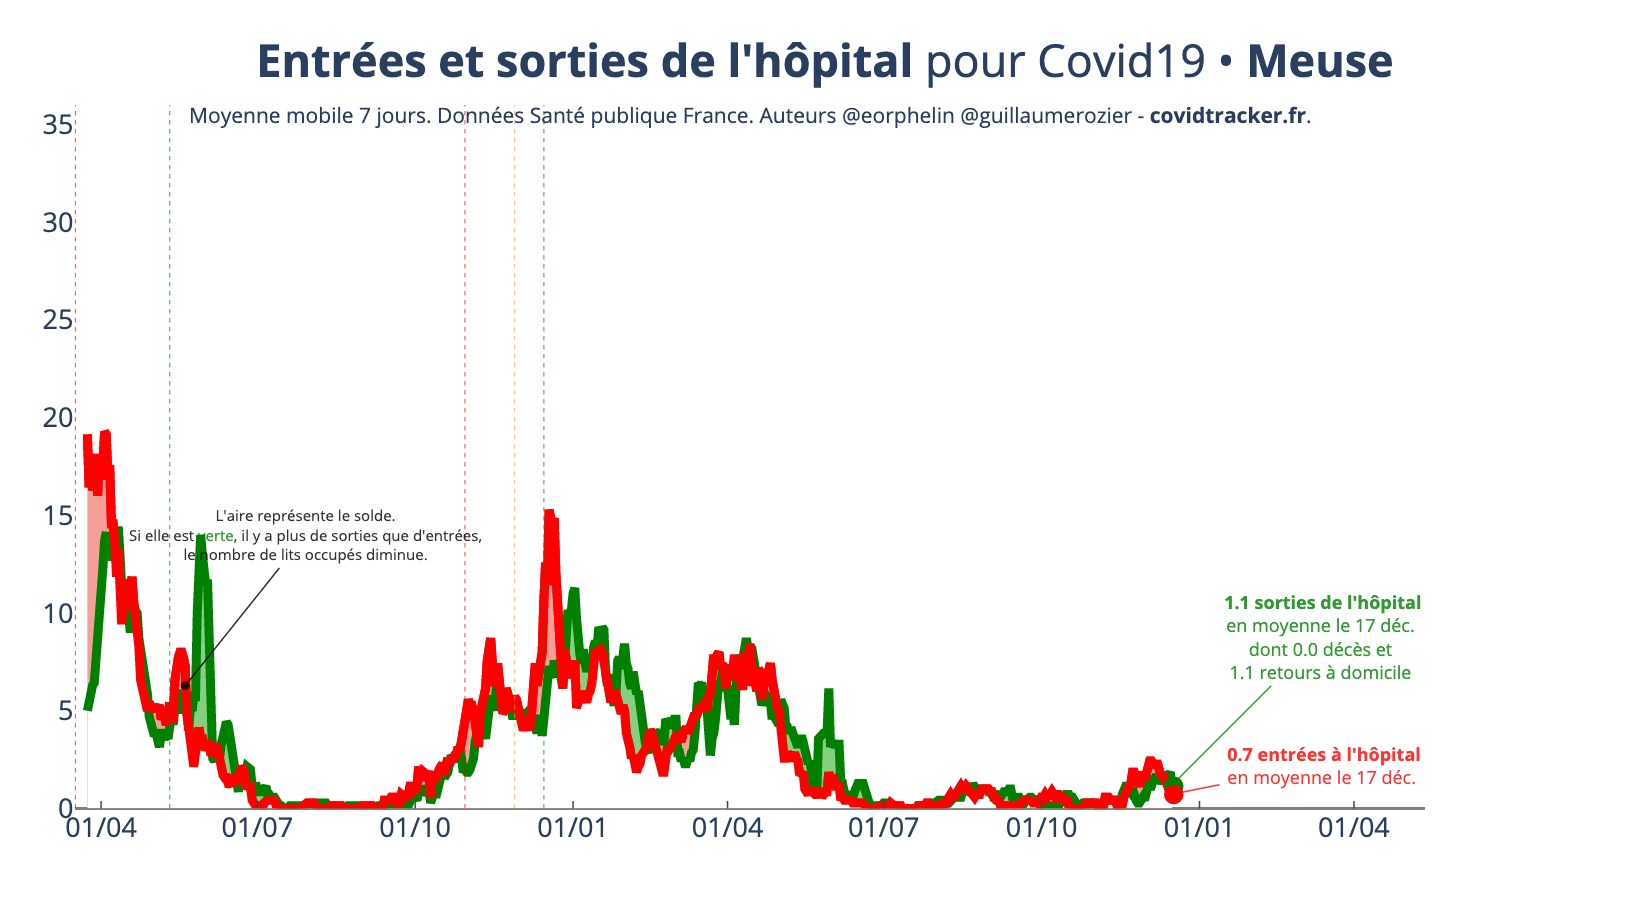 Entrées et sorties de l'hôpital pour Covid19 • Meuse
Moyenne mobile 7 jours. Données Santé publique France. Auteurs @eorphelin @guillaumerozier - covidtracker.fr.
35
30
25
20
15
10
5
0
L'aire représente le solde.
Si elle est verte, il y a plus de sorties que d'entrées,
le nombre de lits occupés diminue.
1.1 sorties de l'hôpital
en moyenne le 17 déc.
dont 0.0 décès et
1.1 retours à domicile
0.7 entrées à l'hôpital
en moyenne le 17 déc.
01/04 01/07 01/10 01/01 01/04 01/07 01/10 01/01 01/04